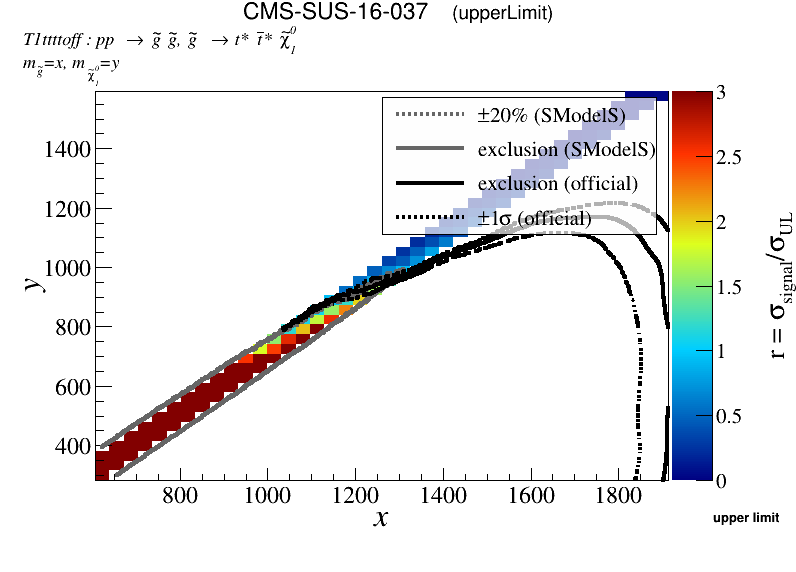 CMS-SUS-16-037 (upperLimit)
T1ttttoff : pp → g̃ g̃, g̃ → t* t̄* χ̃₁⁰
m_g̃=x, m_χ̃₁⁰=y
±20% (SModelS)
exclusion (SModelS)
exclusion (official)
±1σ (official)
y
1400
1200
1000
800
600
400
800 1000 1200 1400 1600 1800
x
3
2.5
2
1.5
1
0.5
0
r = σ_signal/σ_UL
upper limit